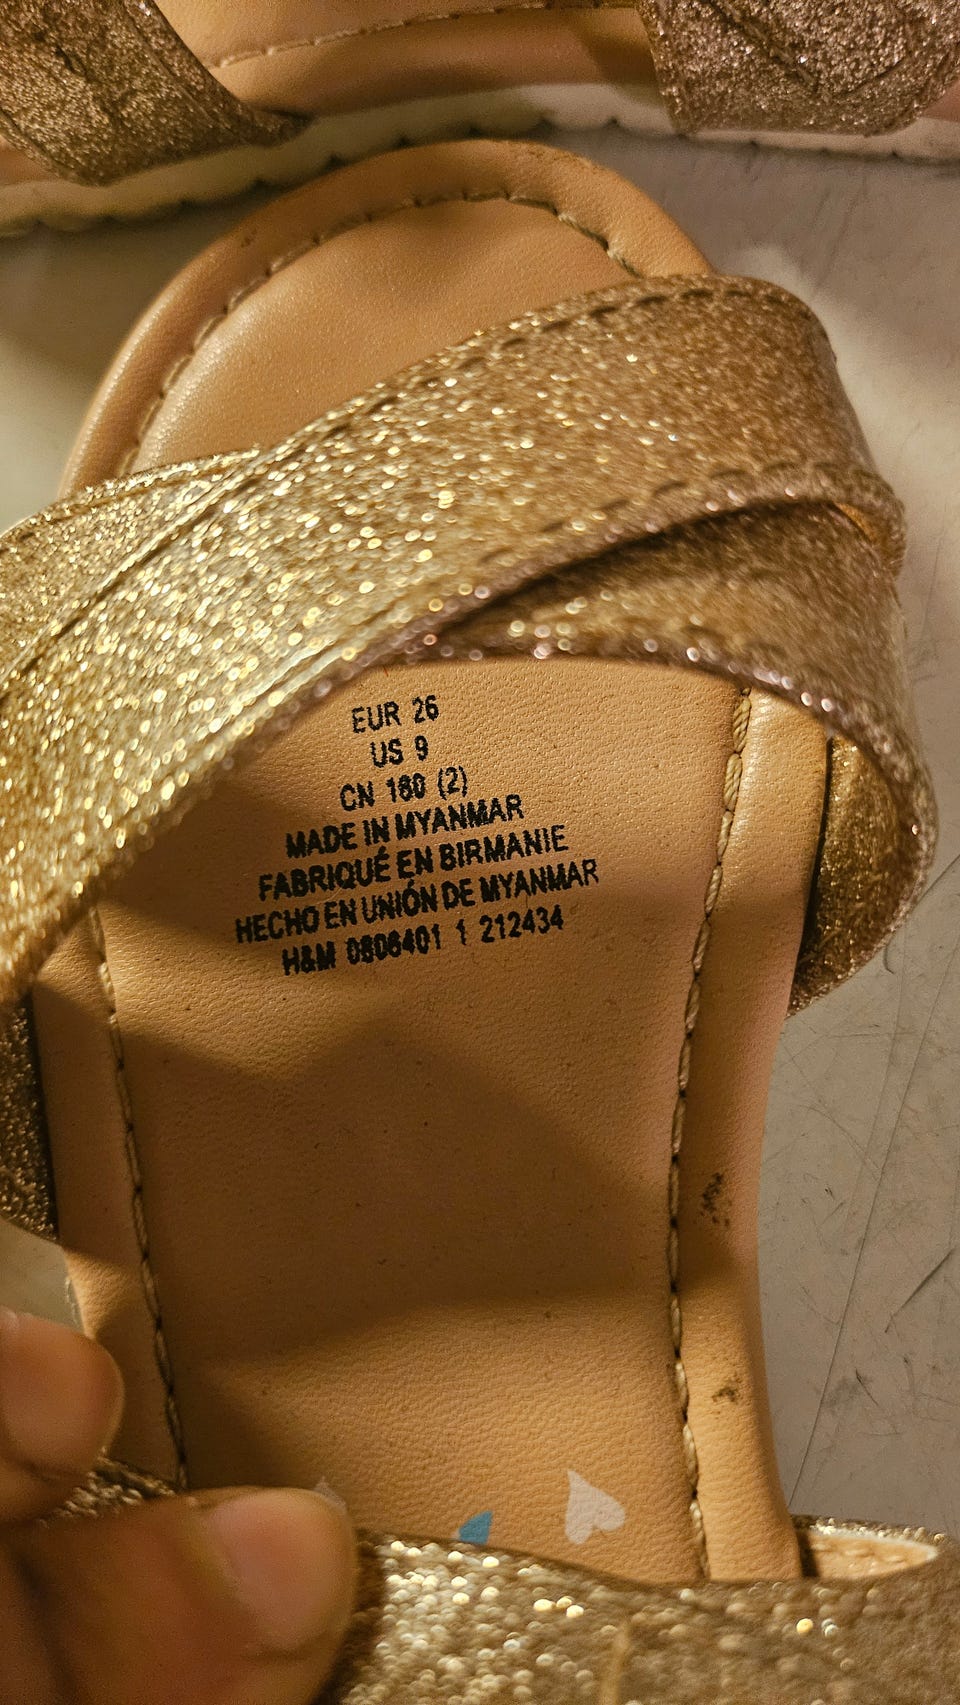 EUR 26
US 9
CN 160 (2)
MADE IN MYANMAR
FABRIQUÉ EN BIRMANIE
HECHO EN UNIÓN DE MYANMAR
H&M 0806401 1 212434